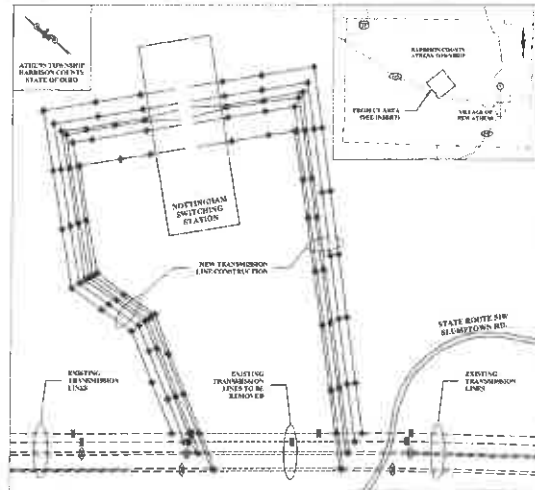 ATHENS TOWNSHIP
HARRISON COUNTY
STATE OF OHIO
HARRISON COUNTY
ATHENS TOWNSHIP
PROJECT AREA
(SEE INSERT)
VILLAGE OF
NEW ATHENS
NOTTINGHAM
SWITCHING
STATION
NEW TRANSMISSION
LINE CONSTRUCTION
STATE ROUTE 519
SLUMPTOWN RD.
EXISTING
TRANSMISSION
LINES
EXISTING
TRANSMISSION
LINES TO BE
REMOVED
EXISTING
TRANSMISSION
LINES